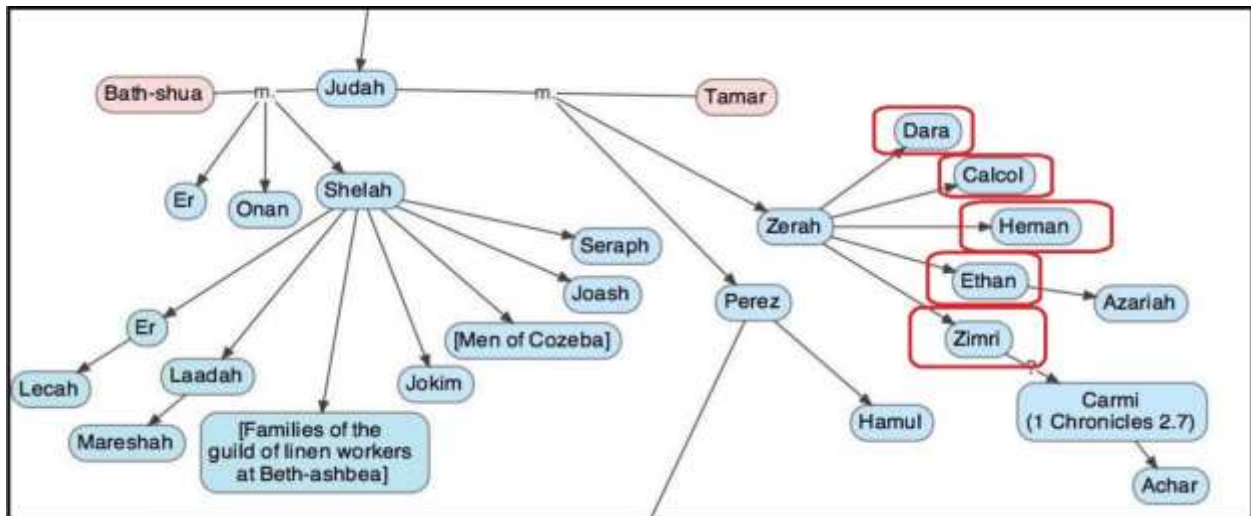 Bath-shua
m.
Judah
m.
Tamar
Dara
Calcol
Er
Onan
Shelah
Zerah
Heman
Seraph
Ethan
Joash
Perez
Azariah
Er
[Men of Cozeba]
Zimri
?
Lecah
Laadah
Jokim
Carmi
(1 Chronicles 2.7)
Hamul
Mareshah
[Families of the
guild of linen workers
at Beth-ashbea]
Achar